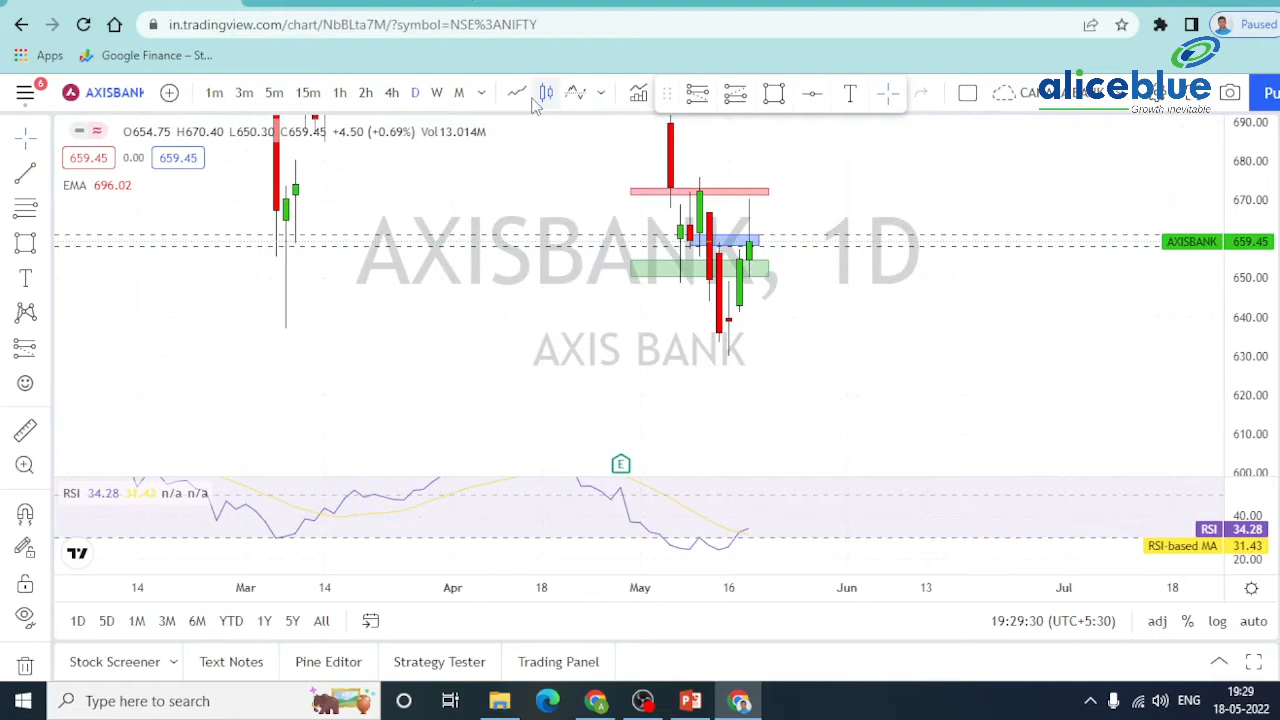 in.tradingview.com/chart/NbBLta7M/?symbol=NSE%3ANIFTY
Paused
Apps
Google Finance – St...
6
AXISBANK
1m 3m 5m 15m 1h 2h 4h D W M
T
aliceblue
Growth Inevitable
Pu
O654.75 H670.40 L650.30 C659.45 +4.50 (+0.69%) Vol13.014M
659.45 0.00 659.45
EMA 696.02
AXISBANK, 1D
AXIS BANK
690.00
680.00
670.00
AXISBANK 659.45
650.00
640.00
630.00
620.00
610.00
600.00
E
RSI 34.28 31.43 n/a n/a
40.00
RSI 34.28
RSI-based MA 31.43
20.00
14 Mar 14 Apr 18 May 16 Jun 13 Jul 18
1D 5D 1M 3M 6M YTD 1Y 5Y All
19:29:30 (UTC+5:30) adj % log auto
Stock Screener Text Notes Pine Editor Strategy Tester Trading Panel
Type here to search
ENG
19:29
18-05-2022